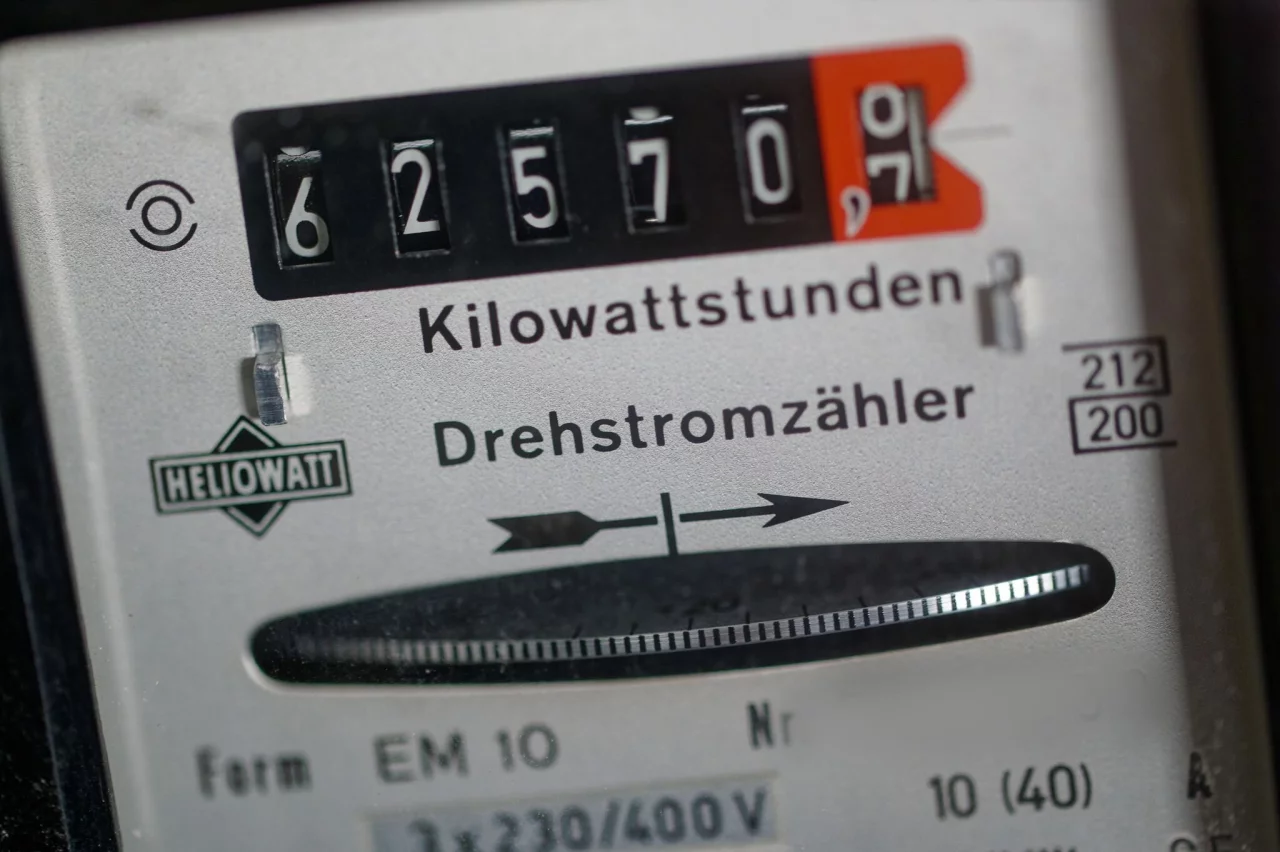 62570,7
Kilowattstunden
Drehstromzähler
212
200
HELIOWATT
Form EM 10 Nr
10 (40) A
3x230/400V